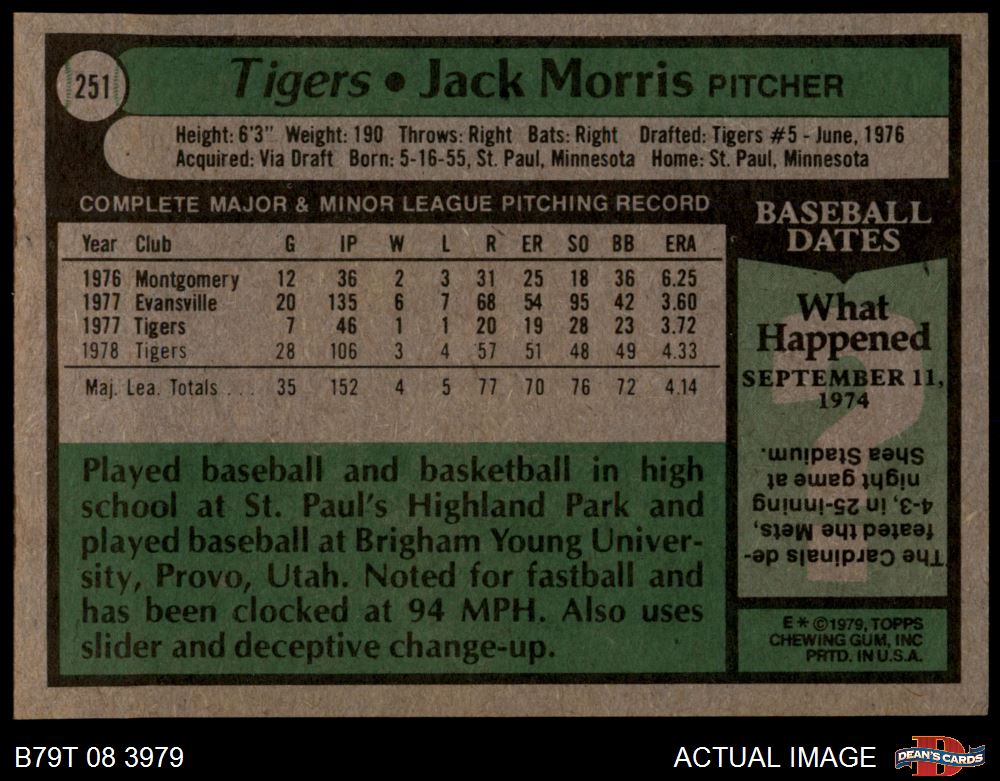 251
Tigers • Jack Morris PITCHER
Height: 6'3" Weight: 190 Throws: Right Bats: Right Drafted: Tigers #5 - June, 1976
Acquired: Via Draft Born: 5-16-55, St. Paul, Minnesota Home: St. Paul, Minnesota
COMPLETE MAJOR & MINOR LEAGUE PITCHING RECORD
Year Club G IP W L R ER SO BB ERA
1976 Montgomery 12 36 2 3 31 25 18 36 6.25
1977 Evansville 20 135 6 7 68 54 95 42 3.60
1977 Tigers 7 46 1 1 20 19 28 23 3.72
1978 Tigers 28 106 3 4 57 51 48 49 4.33
Maj. Lea. Totals . . . 35 152 4 5 77 70 76 72 4.14
Played baseball and basketball in high
school at St. Paul's Highland Park and
played baseball at Brigham Young Univer-
sity, Provo, Utah. Noted for fastball and
has been clocked at 94 MPH. Also uses
slider and deceptive change-up.
BASEBALL
DATES
What
Happened
SEPTEMBER 11,
1974
The Cardinals de-
feated the Mets,
4-3, in 25-inning
night game at
Shea Stadium.
E * ©1979, TOPPS
CHEWING GUM, INC
PRTD. IN U.S.A.
B79T 08 3979
ACTUAL IMAGE
D
DEAN'S CARDS